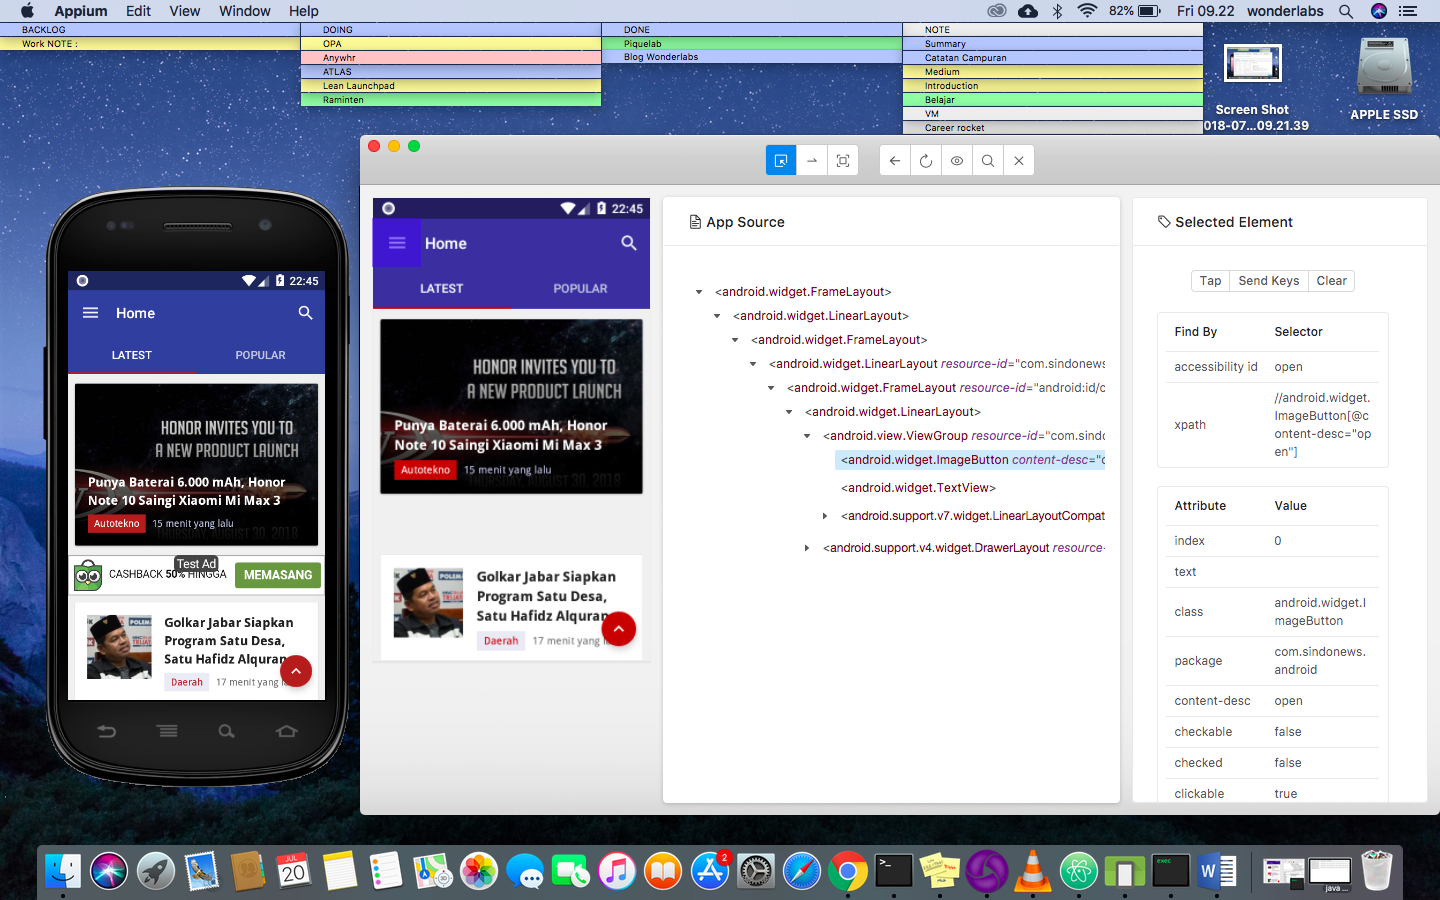 Appium Edit View Window Help
82% Fri 09.22 wonderlabs
BACKLOG
Work NOTE :
DOING
OPA
Anywhr
ATLAS
Lean Launchpad
Raminten
DONE
Piquelab
Blog Wonderlabs
NOTE
Summary
Catatan Campuran
Medium
Introduction
Belajar
VM
Career rocket
Screen Shot
018-07...09.21.39
APPLE SSD
22:45
Home
LATEST POPULAR
HONOR INVITES YOU TO
A NEW PRODUCT LAUNCH
Punya Baterai 6.000 mAh, Honor
Note 10 Saingi Xiaomi Mi Max 3
Autotekno 15 menit yang lalu
THURSDAY, AUGUST 30, 2018
Test Ad
CASHBACK 50% HINGGA MEMASANG
Golkar Jabar Siapkan
Program Satu Desa,
Satu Hafidz Alquran
Daerah 17 menit yang la
22:45
Home
LATEST POPULAR
HONOR INVITES YOU TO
A NEW PRODUCT LAUNCH
Punya Baterai 6.000 mAh, Honor
Note 10 Saingi Xiaomi Mi Max 3
Autotekno 15 menit yang lalu
THURSDAY, AUGUST 30, 2018
Golkar Jabar Siapkan
Program Satu Desa,
Satu Hafidz Alquran
Daerah 17 menit yang lalu
App Source
<android.widget.FrameLayout>
<android.widget.LinearLayout>
<android.widget.FrameLayout>
<android.widget.LinearLayout resource-id="com.sindonews
<android.widget.FrameLayout resource-id="android:id/c
<android.widget.LinearLayout>
<android.view.ViewGroup resource-id="com.sindo
<android.widget.ImageButton content-desc="c
<android.widget.TextView>
<android.support.v7.widget.LinearLayoutCompat
<android.support.v4.widget.DrawerLayout resource-
Selected Element
Tap Send Keys Clear
Find By Selector
accessibility id open
xpath //android.widget.
ImageButton[@c
ontent-desc="op
en"]
Attribute Value
index 0
text
class android.widget.I
mageButton
package com.sindonews.
android
content-desc open
checkable false
checked false
clickable true
JUL
20
2
exec
java ...